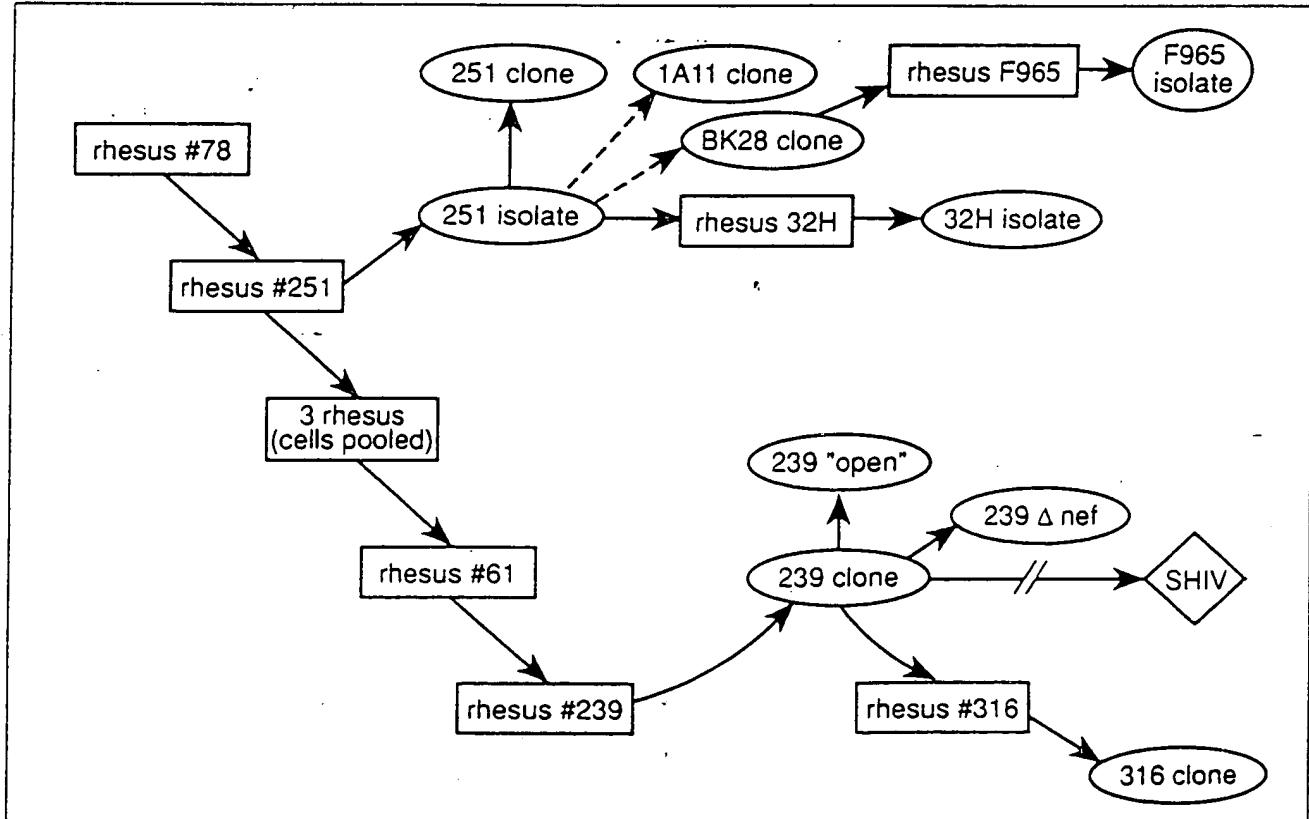 251 clone
1A11 clone
rhesus F965
F965
isolate
rhesus #78
BK28 clone
251 isolate
rhesus 32H
32H isolate
rhesus #251
3 rhesus
(cells pooled)
239 "open"
239 Δ nef
rhesus #61
239 clone
SHIV
rhesus #239
rhesus #316
316 clone